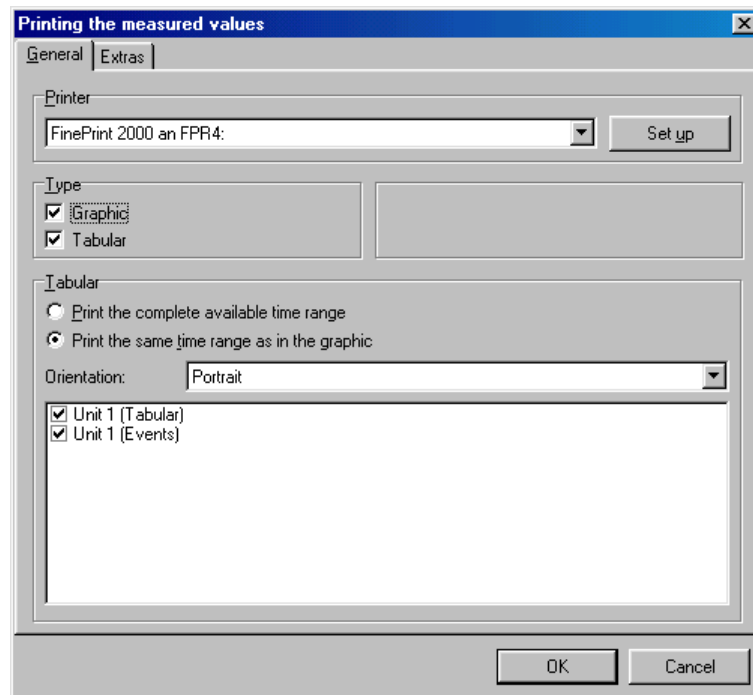 Printing the measured values
General Extras
Printer
FinePrint 2000 an FPR4: Set up
Type
Graphic
Tabular
Tabular
Print the complete available time range
Print the same time range as in the graphic
Orientation: Portrait
Unit 1 (Tabular)
Unit 1 (Events)
OK Cancel